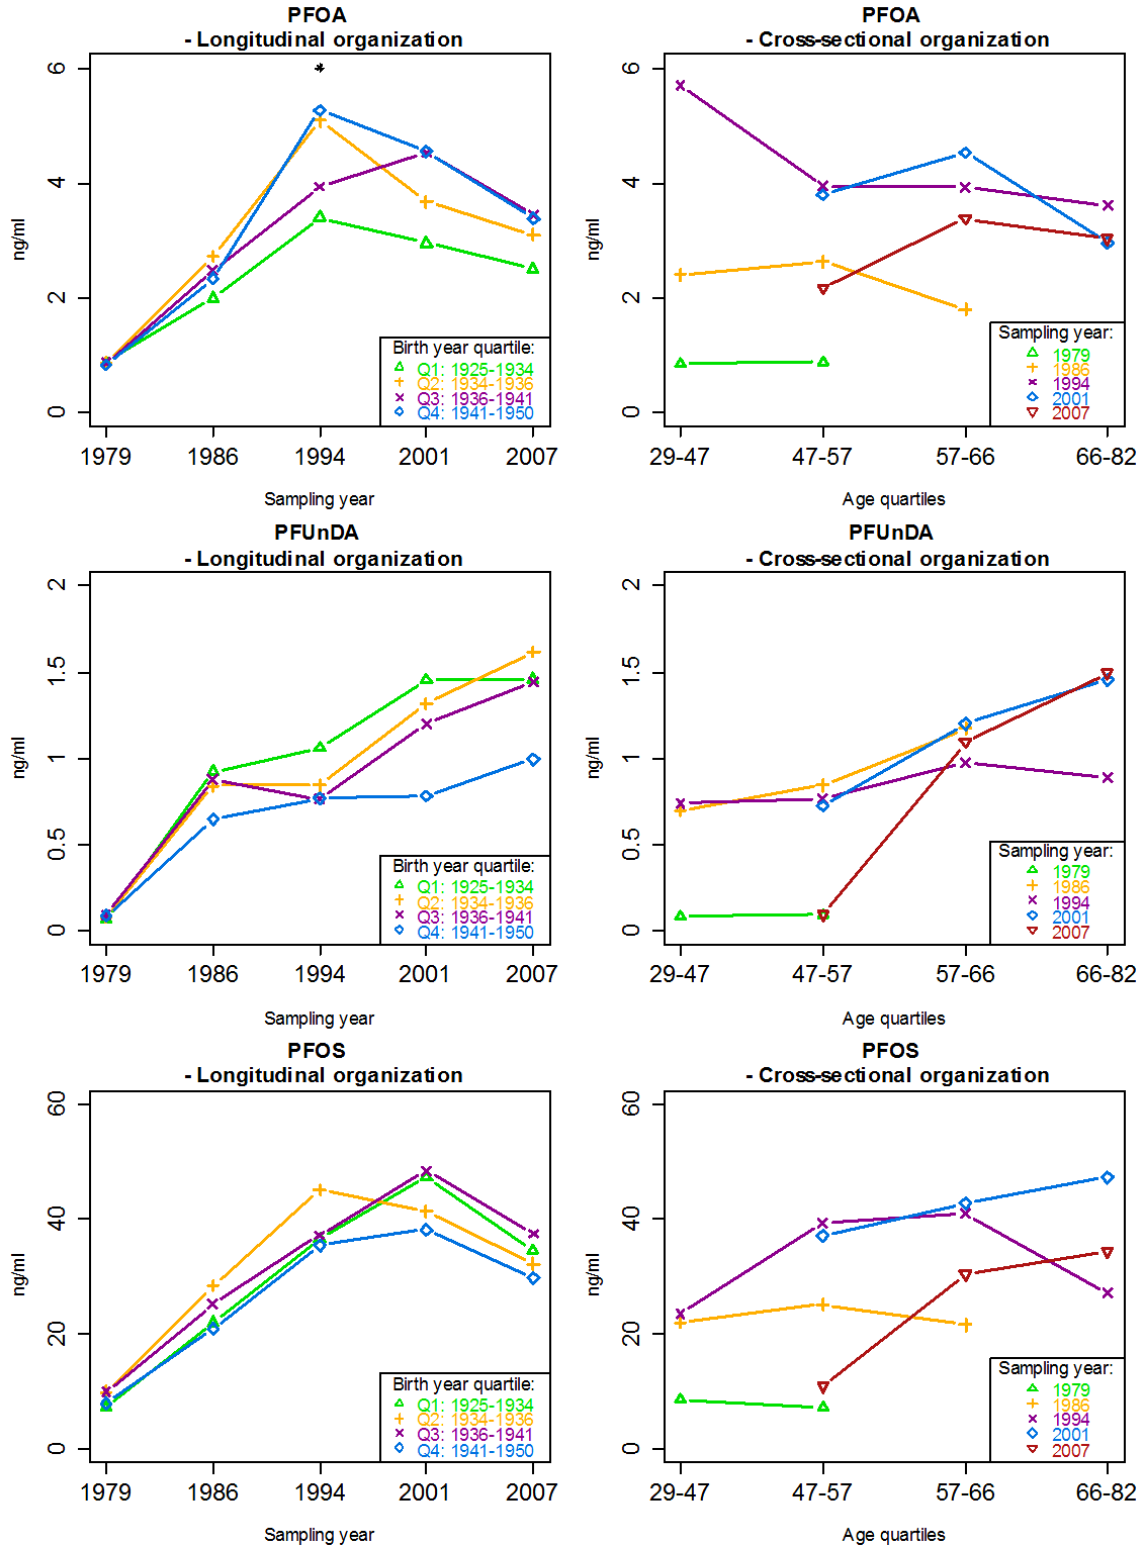 PFOA
- Longitudinal organization
6
4
2
0
ng/ml
*
Birth year quartile:
Q1: 1925-1934
Q2: 1934-1936
Q3: 1936-1941
Q4: 1941-1950
1979 1986 1994 2001 2007
Sampling year
PFOA
- Cross-sectional organization
6
4
2
0
ng/ml
Sampling year:
1979
1986
1994
2001
2007
29-47 47-57 57-66 66-82
Age quartiles
PFUnDA
- Longitudinal organization
2
1.5
1
0.5
0
ng/ml
Birth year quartile:
Q1: 1925-1934
Q2: 1934-1936
Q3: 1936-1941
Q4: 1941-1950
1979 1986 1994 2001 2007
Sampling year
PFUnDA
- Cross-sectional organization
2
1.5
1
0.5
0
ng/ml
Sampling year:
1979
1986
1994
2001
2007
29-47 47-57 57-66 66-82
Age quartiles
PFOS
- Longitudinal organization
60
40
20
0
ng/ml
Birth year quartile:
Q1: 1925-1934
Q2: 1934-1936
Q3: 1936-1941
Q4: 1941-1950
1979 1986 1994 2001 2007
Sampling year
PFOS
- Cross-sectional organization
60
40
20
0
ng/ml
Sampling year:
1979
1986
1994
2001
2007
29-47 47-57 57-66 66-82
Age quartiles